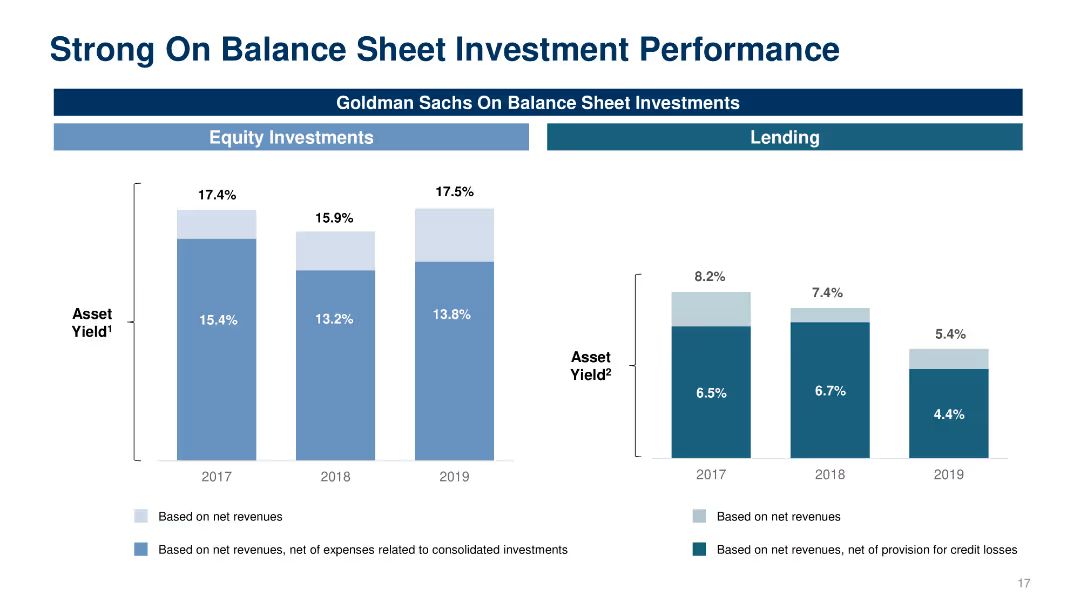 Strong On Balance Sheet Investment Performance
Goldman Sachs On Balance Sheet Investments
Equity Investments
Lending
17.4%
15.9%
17.5%
15.4%
13.2%
13.8%
Asset
Yield¹
2017
2018
2019
Based on net revenues
Based on net revenues, net of expenses related to consolidated investments
8.2%
7.4%
5.4%
6.5%
6.7%
4.4%
Asset
Yield²
2017
2018
2019
Based on net revenues
Based on net revenues, net of provision for credit losses
17